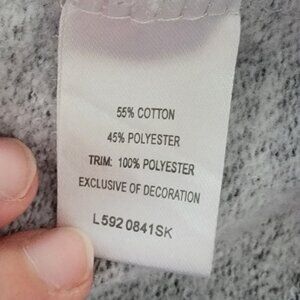 55% COTTON
45% POLYESTER
TRIM: 100% POLYESTER
EXCLUSIVE OF DECORATION
L592 0841SK